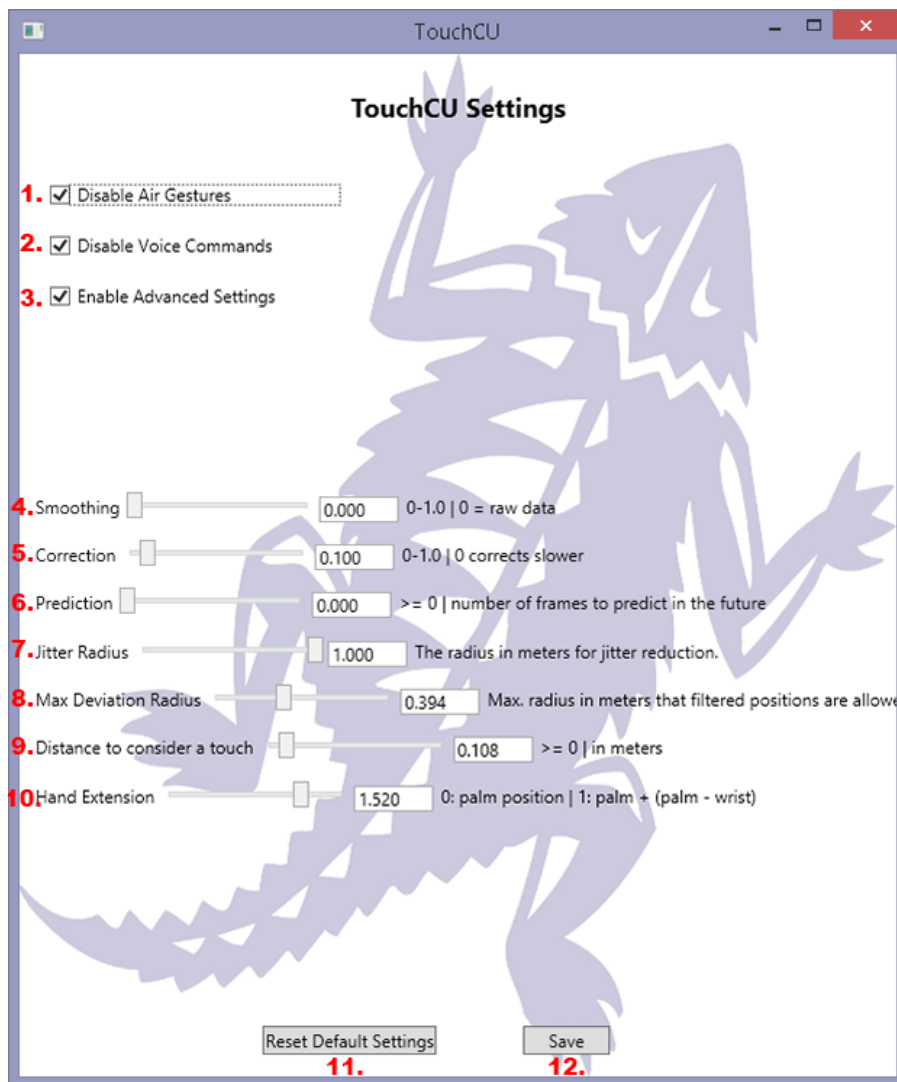 TouchCU
TouchCU Settings
1. Disable Air Gestures
2. Disable Voice Commands
3. Enable Advanced Settings
4. Smoothing 0.000 0-1.0 | 0 = raw data
5. Correction 0.100 0-1.0 | 0 corrects slower
6. Prediction 0.000 >= 0 | number of frames to predict in the future
7. Jitter Radius 1.000 The radius in meters for jitter reduction.
8. Max Deviation Radius 0.394 Max. radius in meters that filtered positions are allowe
9. Distance to consider a touch 0.108 >= 0 | in meters
10. Hand Extension 1.520 0: palm position | 1: palm + (palm - wrist)
Reset Default Settings Save
11. 12.